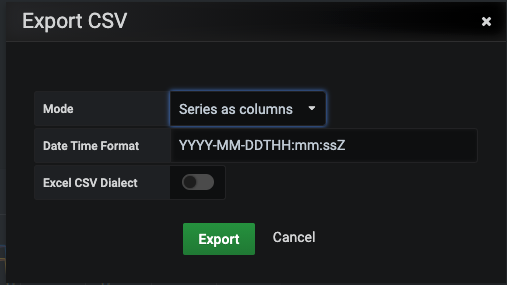 Export CSV
Mode
Series as columns
Date Time Format
YYYY-MM-DDTHH:mm:ssZ
Excel CSV Dialect
Export
Cancel